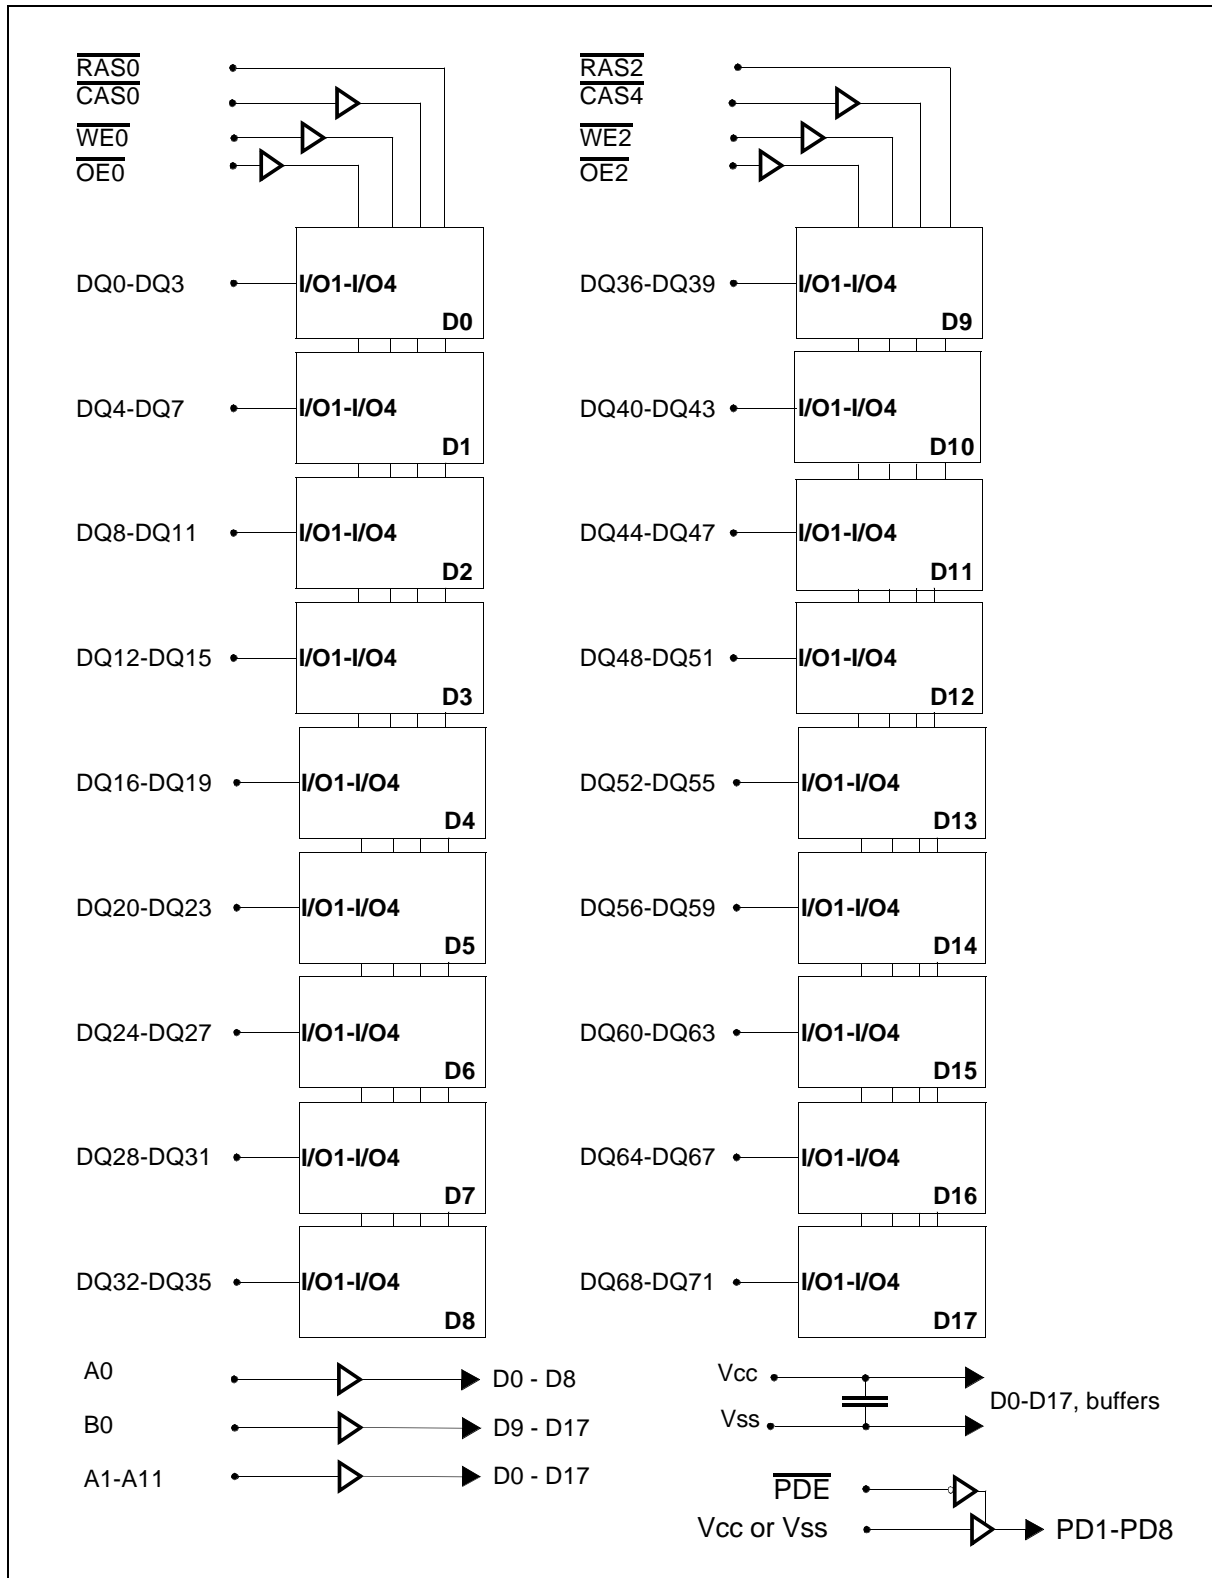 RAS0
CAS0
WE0
OE0
DQ0-DQ3
I/O1-I/O4
D0
DQ4-DQ7
I/O1-I/O4
D1
DQ8-DQ11
I/O1-I/O4
D2
DQ12-DQ15
I/O1-I/O4
D3
DQ16-DQ19
I/O1-I/O4
D4
DQ20-DQ23
I/O1-I/O4
D5
DQ24-DQ27
I/O1-I/O4
D6
DQ28-DQ31
I/O1-I/O4
D7
DQ32-DQ35
I/O1-I/O4
D8
RAS2
CAS4
WE2
OE2
DQ36-DQ39
I/O1-I/O4
D9
DQ40-DQ43
I/O1-I/O4
D10
DQ44-DQ47
I/O1-I/O4
D11
DQ48-DQ51
I/O1-I/O4
D12
DQ52-DQ55
I/O1-I/O4
D13
DQ56-DQ59
I/O1-I/O4
D14
DQ60-DQ63
I/O1-I/O4
D15
DQ64-DQ67
I/O1-I/O4
D16
DQ68-DQ71
I/O1-I/O4
D17
A0
D0 - D8
B0
D9 - D17
A1-A11
D0 - D17
Vcc
Vss
D0-D17, buffers
PDE
Vcc or Vss
PD1-PD8